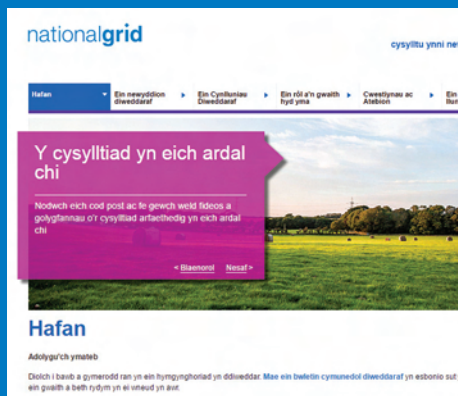 nationalgrid
cysylltu ynni
Hafan
Ein newyddion diweddaraf
Ein Cynlluniau Diweddaraf
Ein rôl a'n gwaith hyd yma
Cwestiynau ac Atebion
Ein
Y cysylltiad yn eich ardal
chi
Nodwch eich cod post ac fe gewch weld fideos a
golygfannau o'r cysylltiad arfaethedig yn eich ardal
chi
< Blaenorol Nesaf >
Hafan
Adolygu'ch ymateb
Diolch i bawb a gymerodd ran yn ein hymgynghoriad yn ddiweddar. Mae ein bwletin cymunedol diweddaraf yn esbonio sut
ein gwaith a beth rydym yn ei wneud yn awr.